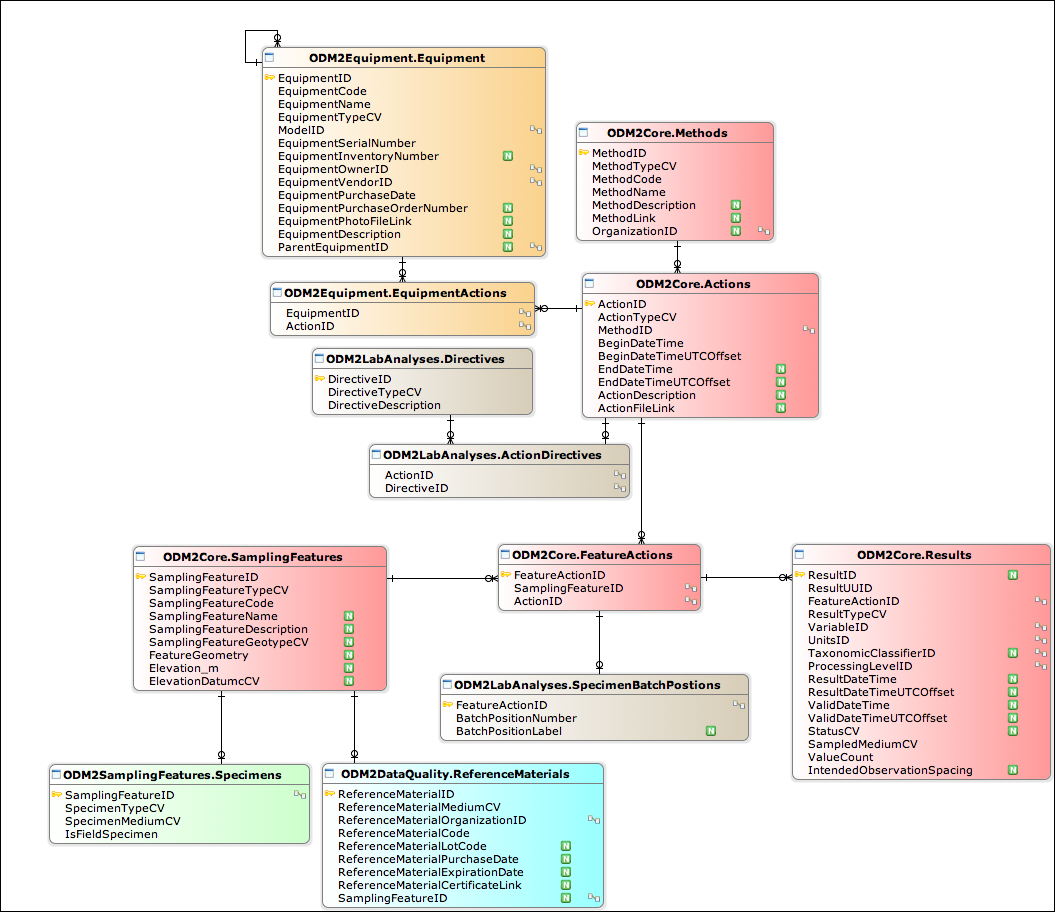 ODM2Equipment.Equipment
EquipmentID
EquipmentCode
EquipmentName
EquipmentTypeCV
ModelID
EquipmentSerialNumber
EquipmentInventoryNumber N
EquipmentOwnerID
EquipmentVendorID
EquipmentPurchaseDate
EquipmentPurchaseOrderNumber N
EquipmentPhotoFileLink N
EquipmentDescription N
ParentEquipmentID N
ODM2Core.Methods
MethodID
MethodTypeCV
MethodCode
MethodName
MethodDescription N
MethodLink N
OrganizationID N
ODM2Equipment.EquipmentActions
EquipmentID
ActionID
ODM2Core.Actions
ActionID
ActionTypeCV
MethodID
BeginDateTime
BeginDateTimeUTCOffset
EndDateTime N
EndDateTimeUTCOffset N
ActionDescription N
ActionFileLink N
ODM2LabAnalyses.Directives
DirectiveID
DirectiveTypeCV
DirectiveDescription
ODM2LabAnalyses.ActionDirectives
ActionID
DirectiveID
ODM2Core.SamplingFeatures
SamplingFeatureID
SamplingFeatureTypeCV
SamplingFeatureCode
SamplingFeatureName N
SamplingFeatureDescription N
SamplingFeatureGeotypeCV N
FeatureGeometry N
Elevation_m N
ElevationDatumcCV N
ODM2Core.FeatureActions
FeatureActionID
SamplingFeatureID
ActionID
ODM2Core.Results
ResultID N
ResultUUID
FeatureActionID
ResultTypeCV
VariableID
UnitsID
TaxonomicClassifierID N
ProcessingLevelID
ResultDateTime N
ResultDateTimeUTCOffset N
ValidDateTime N
ValidDateTimeUTCOffset N
StatusCV N
SampledMediumCV
ValueCount
IntendedObservationSpacing N
ODM2LabAnalyses.SpecimenBatchPostions
FeatureActionID
BatchPositionNumber
BatchPositionLabel N
ODM2SamplingFeatures.Specimens
SamplingFeatureID
SpecimenTypeCV
SpecimenMediumCV
IsFieldSpecimen
ODM2DataQuality.ReferenceMaterials
ReferenceMaterialID
ReferenceMaterialMediumCV
ReferenceMaterialOrganizationID
ReferenceMaterialCode
ReferenceMaterialLotCode N
ReferenceMaterialPurchaseDate N
ReferenceMaterialExpirationDate N
ReferenceMaterialCertificateLink N
SamplingFeatureID N